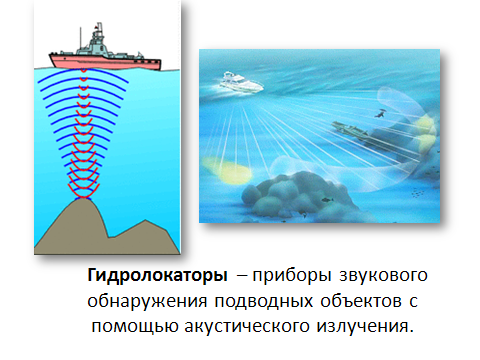 Гидролокаторы – приборы звукового
обнаружения подводных объектов с
помощью акустического излучения.